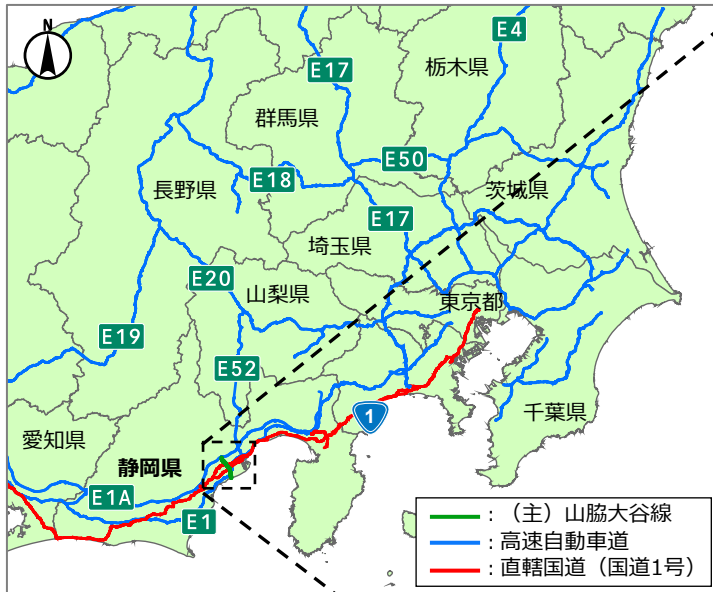 N
E4
E17
栃木県
群馬県
E50
E18
長野県
茨城県
E17
埼玉県
E20
山梨県
東京都
E19
E52
1
千葉県
愛知県
静岡県
E1A
E1
：（主）山脇大谷線
：高速自動車道
：直轄国道（国道1号）